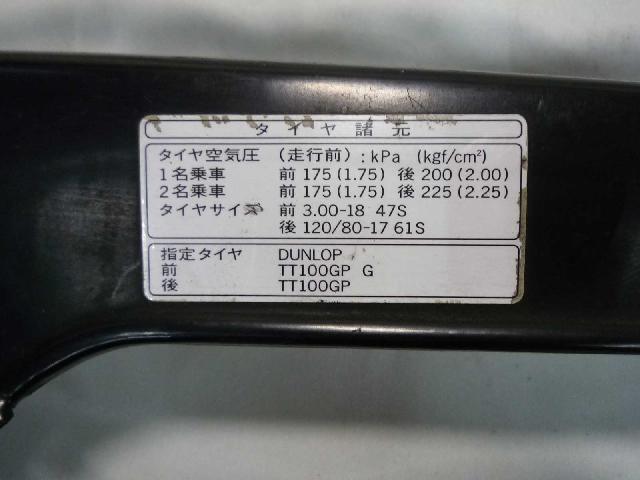 タイヤ諸元
タイヤ空気圧 (走行前) : kPa (kgf/cm²)
1名乗車 前 175 (1.75) 後 200 (2.00)
2名乗車 前 175 (1.75) 後 225 (2.25)
タイヤサイズ 前 3.00-18 47S
後 120/80-17 61S
指定タイヤ DUNLOP
前 TT100GP G
後 TT100GP